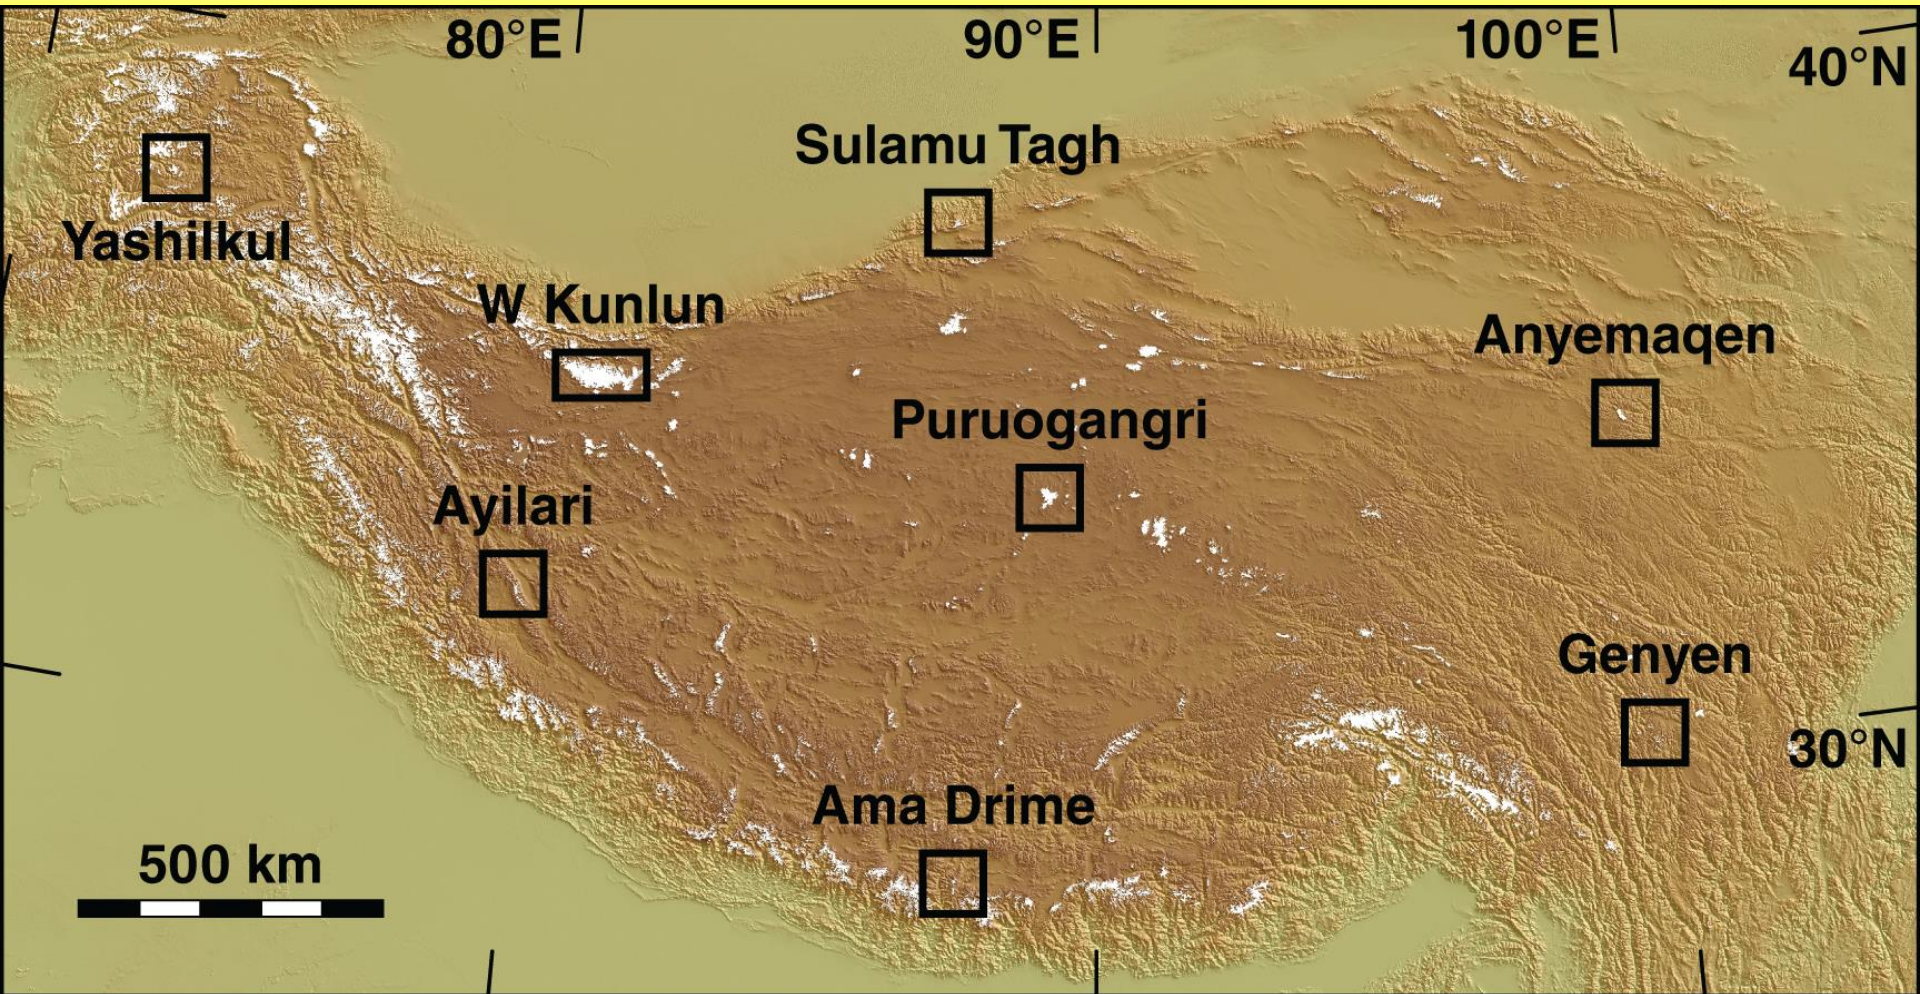 80°E
90°E
100°E
40°N
Sulamu Tagh
Yashilkul
W Kunlun
Anyemaqen
Puruogangri
Ayilari
Genyen
30°N
Ama Drime
500 km